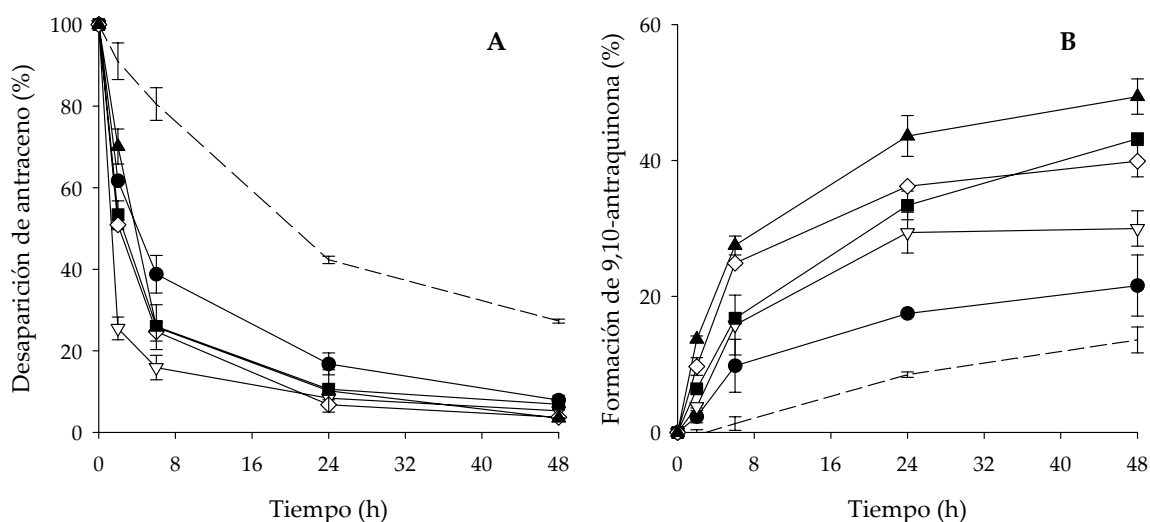 A
Desaparición de antraceno (%)
100
80
60
40
20
0
0 8 16 24 32 40 48
Tiempo (h)
B
Formación de 9,10-antraquinona (%)
60
40
20
0
0 8 16 24 32 40 48
Tiempo (h)